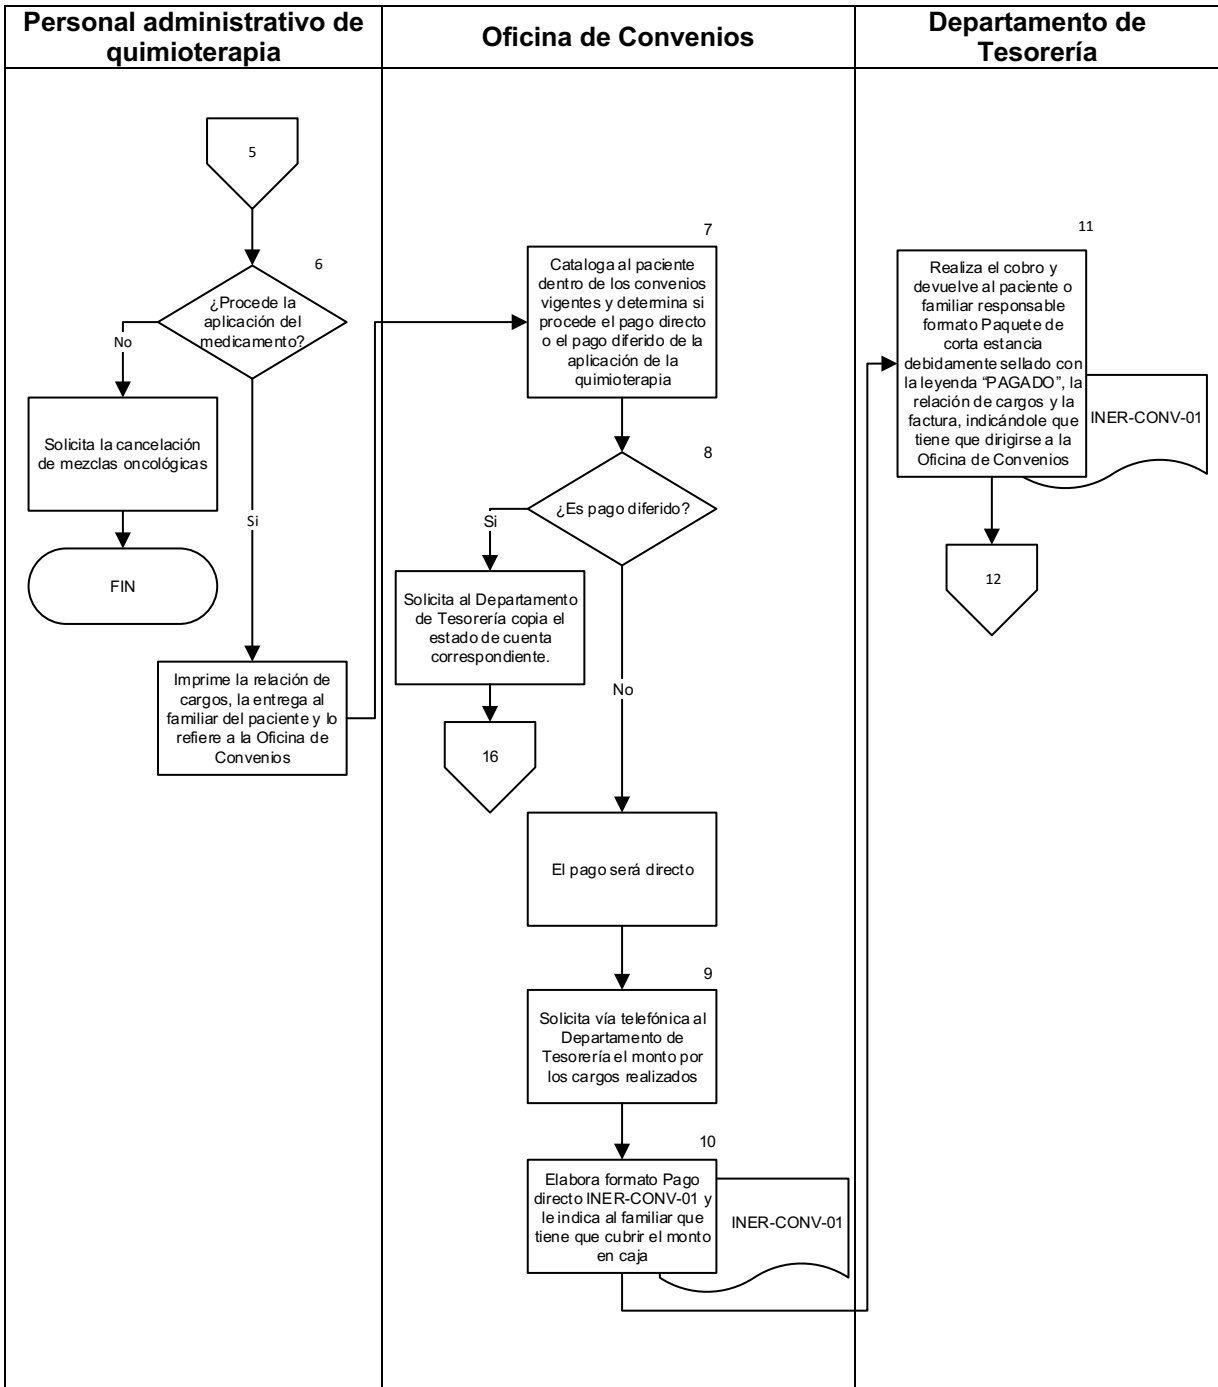 Personal administrativo de
quimioterapia
Oficina de Convenios
Departamento de
Tesorería
5
6
¿Procede la
aplicación del
medicamento?
No
Solicita la cancelación
de mezclas oncológicas
FIN
Si
Imprime la relación de
cargos, la entrega al
familiar del paciente y lo
refiere a la Oficina de
Convenios
7
Cataloga al paciente
dentro de los convenios
vigentes y determina si
procede el pago directo
o el pago diferido de la
aplicación de la
quimioterapia
8
¿Es pago diferido?
Si
Solicita al Departamento
de Tesorería copia el
estado de cuenta
correspondiente.
16
No
El pago será directo
9
Solicita vía telefónica al
Departamento de
Tesorería el monto por
los cargos realizados
10
Elabora formato Pago
directo INER-CONV-01 y
le indica al familiar que
tiene que cubrir el monto
en caja
INER-CONV-01
11
Realiza el cobro y
devuelve al paciente o
familiar responsable
formato Paquete de
corta estancia
debidamente sellado con
la leyenda “PAGADO”, la
relación de cargos y la
factura, indicándole que
tiene que dirigirse a la
Oficina de Convenios
INER-CONV-01
12